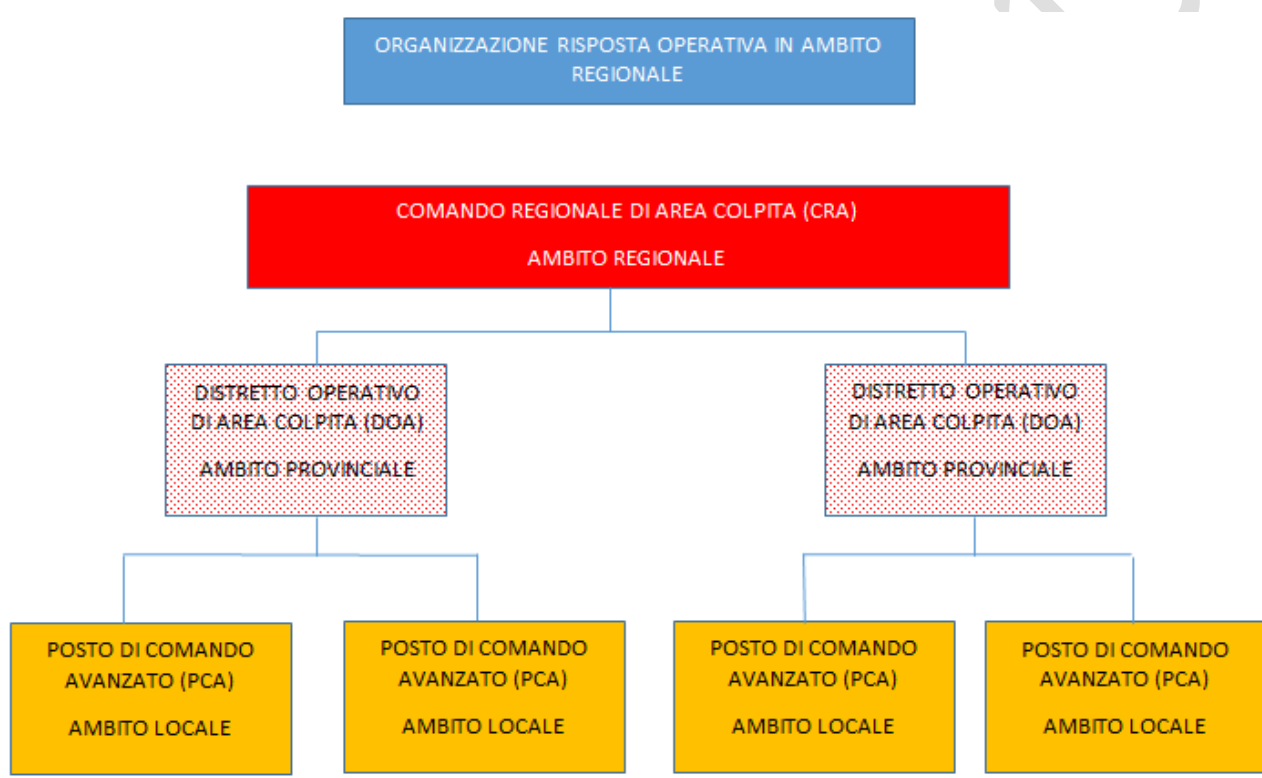 ORGANIZZAZIONE RISPOSTA OPERATIVA IN AMBITO
REGIONALE
COMANDO REGIONALE DI AREA COLPITA (CRA)
AMBITO REGIONALE
DISTRETTO OPERATIVO
DI AREA COLPITA (DOA)
AMBITO PROVINCIALE
DISTRETTO OPERATIVO
DI AREA COLPITA (DOA)
AMBITO PROVINCIALE
POSTO DI COMANDO
AVANZATO (PCA)
AMBITO LOCALE
POSTO DI COMANDO
AVANZATO (PCA)
AMBITO LOCALE
POSTO DI COMANDO
AVANZATO (PCA)
AMBITO LOCALE
POSTO DI COMANDO
AVANZATO (PCA)
AMBITO LOCALE